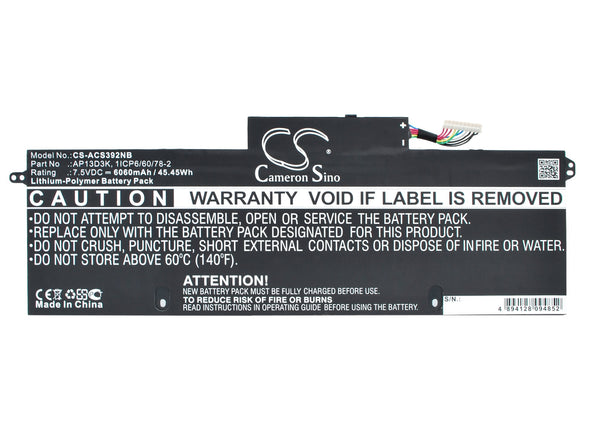 Model No.: CS-ACS392NB
Part No : AP13D3K, 1ICP6/60/78-2
Rating : 7.5VDC ⎓ 6060mAh / 45.45Wh
Lithium-Polymer Battery Pack
CS
Cameron Sino
CAUTION
WARRANTY VOID IF LABEL IS REMOVED
•DO NOT ATTEMPT TO DISASSEMBLE, OPEN OR SERVICE BATTERY PACK.
•REPLACE ONLY WITH THE BATTERY PACK DESIGNATED FOR THIS PRODUCT.
•DO NOT CRUSH, PUNCTURE, SHORT EXTERNAL CONTACTS OR DISPOSE OF IN FIRE OR WATER.
•DO NOT STORE ABOVE 60°C (140°F).
CE
Made In China
ATTENTION!
NEW BATTERY PACK MUST BE FULLY CHARGED BEFORE USE.
TO REDUCE RISK OF FIRE OR BURNS
READ INSTRUCTIONS IN USER'S GUIDE BEFORE INSTALLING BATTERY PACK.
S/N.:
4 894128 094852